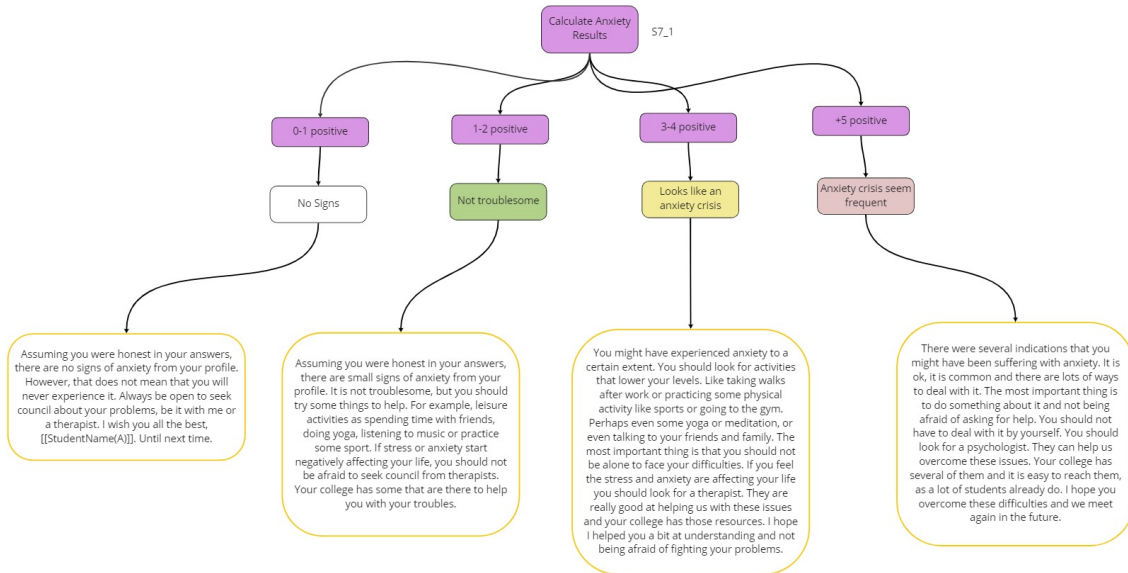 Calculate Anxiety
Results
S7_1
0-1 positive
1-2 positive
3-4 positive
+5 positive
No Signs
Not troublesome
Looks like an
anxiety crisis
Anxiety crisis seem
frequent
Assuming you were honest in your answers,
there are no signs of anxiety from your profile.
However, that does not mean that you will
never experience it. Always be open to seek
council about your problems, be it with me or
a therapist. I wish you all the best,
[[StudentName(A)]]. Until next time.
Assuming you were honest in your answers,
there are small signs of anxiety from your
profile. It is not troublesome, but you should
try some things to help. For example, leisure
activities as spending time with friends,
doing yoga, listening to music or practice
some sport. If stress or anxiety start
negatively affecting your life, you should not
be afraid to seek council from therapists.
Your college has some that are there to help
you with your troubles.
You might have experienced anxiety to a
certain extent. You should look for activities
that lower your levels. Like taking walks
after work or practicing some physical
activity like sports or going to the gym.
Perhaps even some yoga or meditation, or
even talking to your friends and family. The
most important thing is that you should not
be alone to face your difficulties. If you feel
the stress and anxiety are affecting your life
you should look for a therapist. They are
really good at helping us with these issues
and your college has those resources. I hope
I helped you a bit at understanding and not
being afraid of fighting your problems.
There were several indications that you
might have been suffering with anxiety. It
is ok, it is common and there are lots of ways
to deal with it. The most important thing is
to do something about it and not being
afraid of asking for help. You should not
have to deal with it by yourself. You should
look for a psychologist. They can help us
overcome these issues. Your college has
several of them and it is easy to reach them,
as a lot of students already do. I hope you
overcome these difficulties and we meet
again in the future.